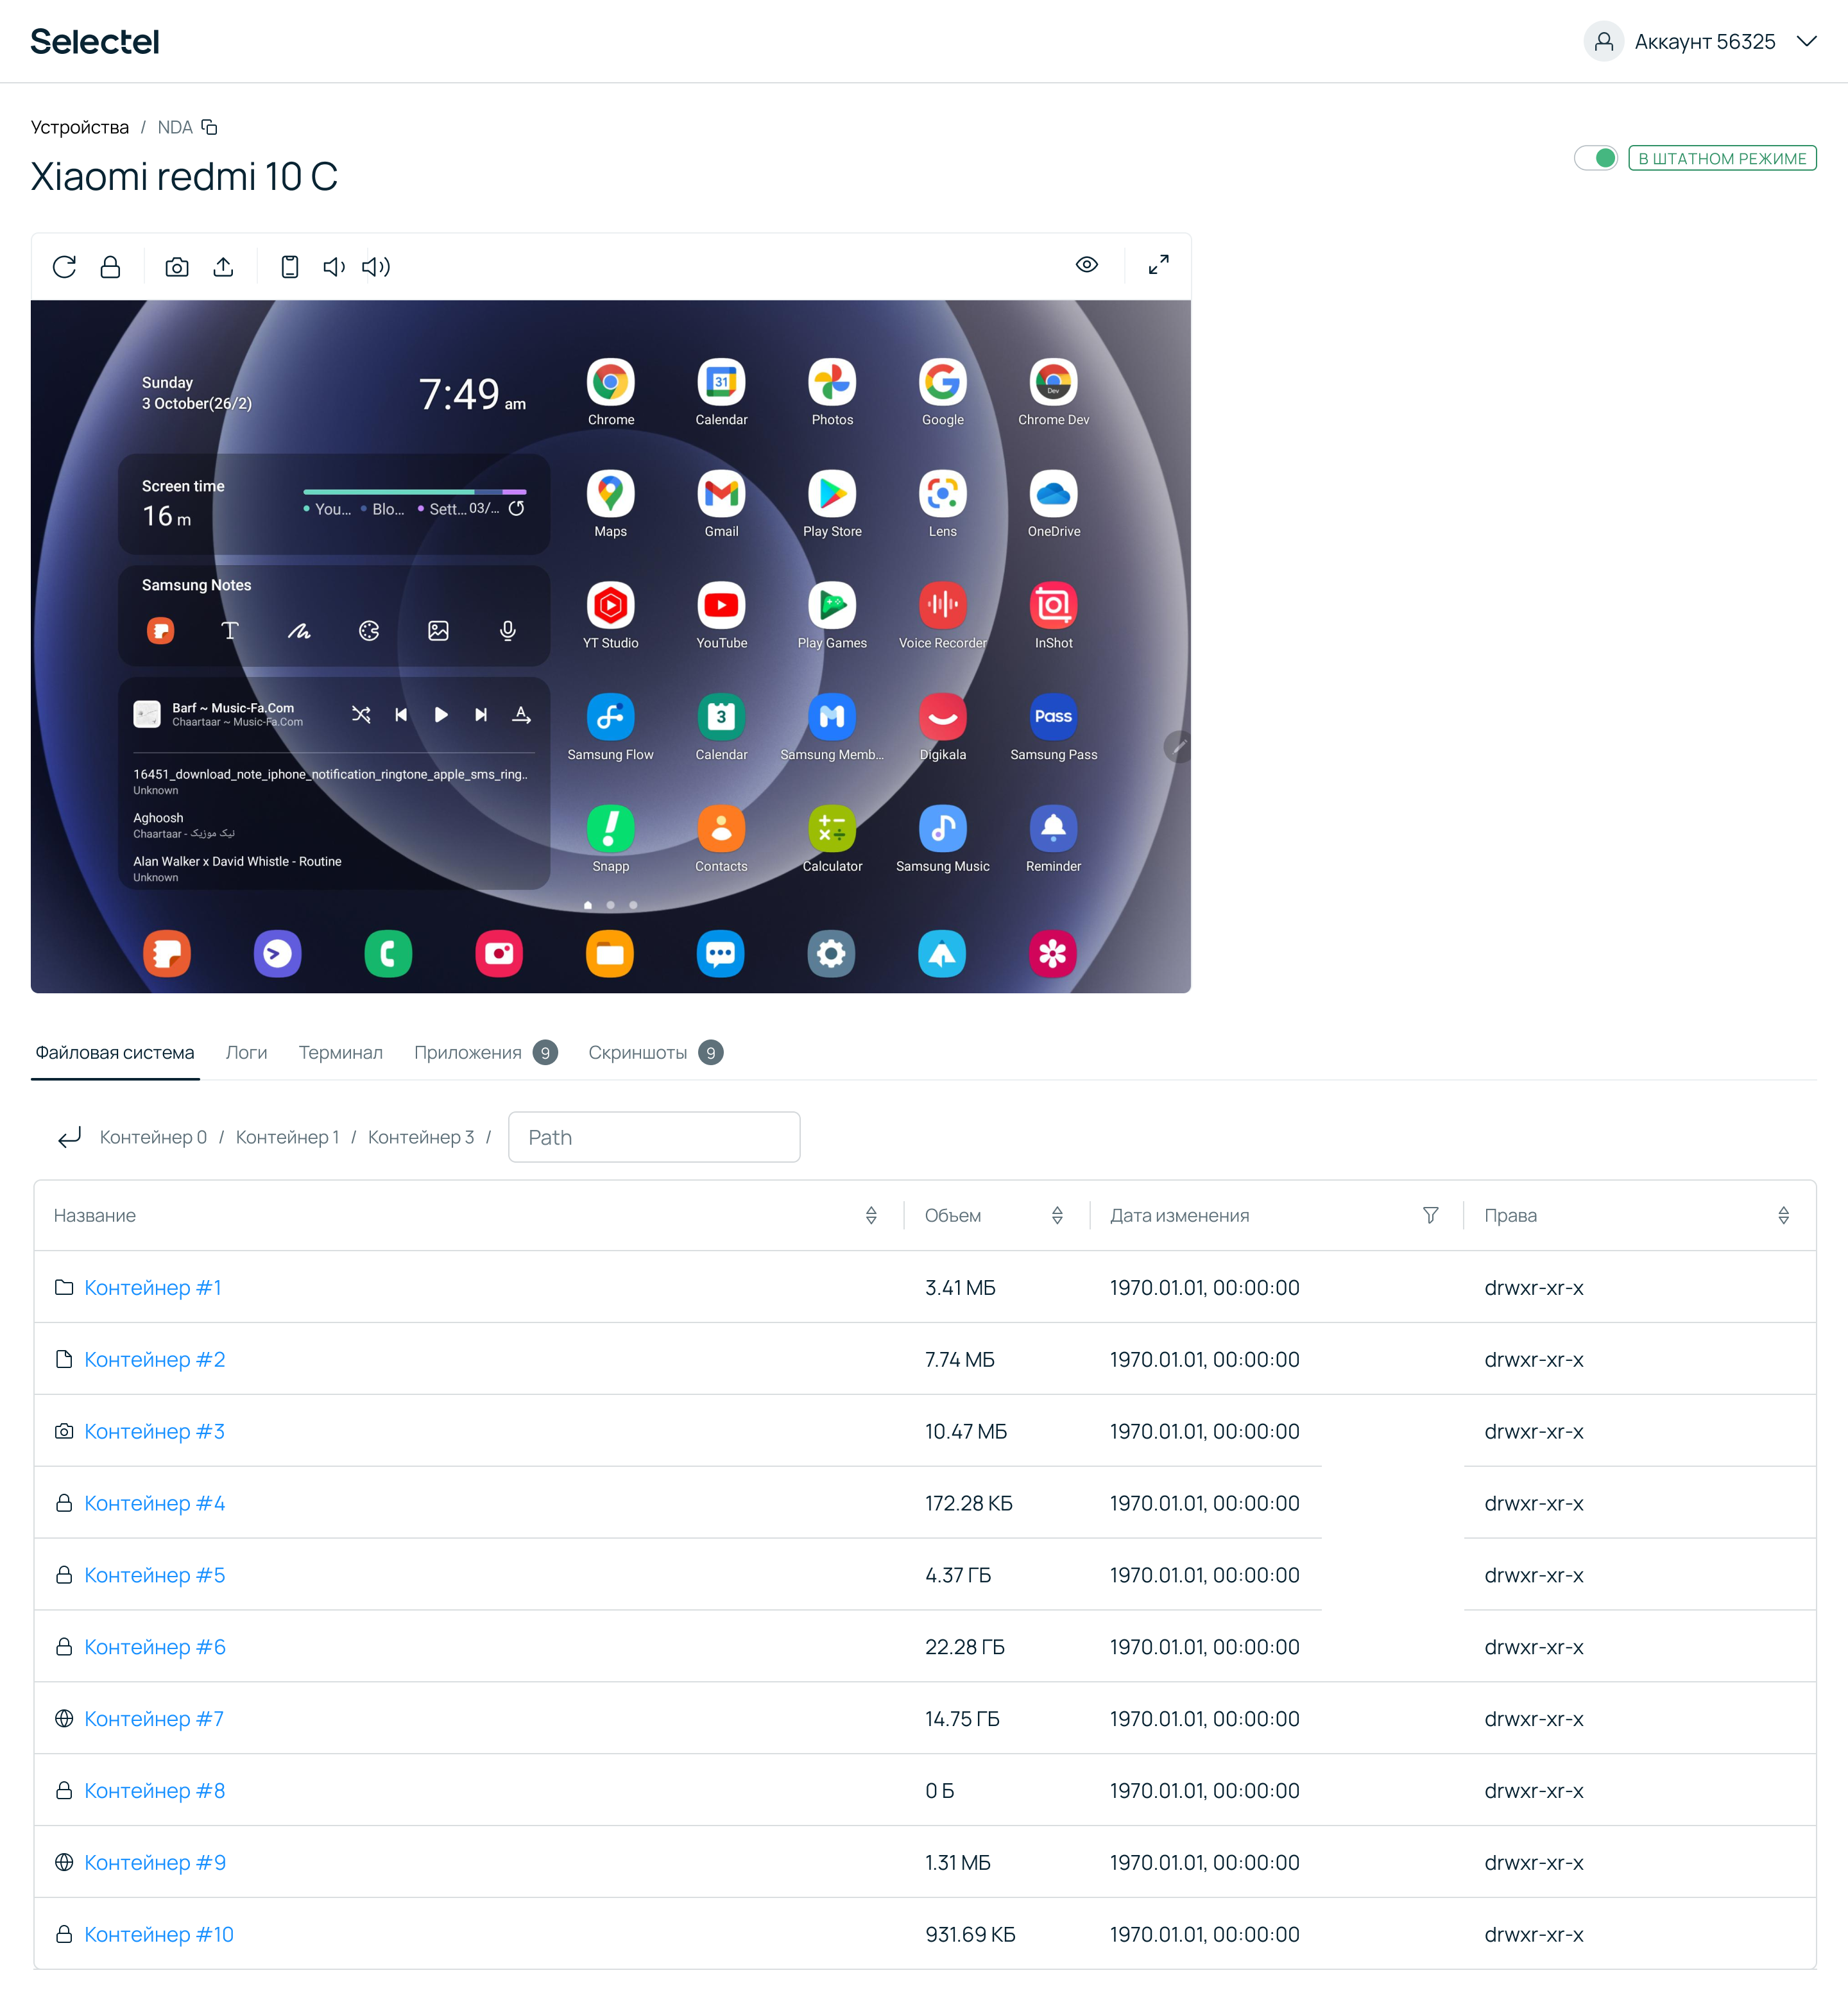 Selectel
Аккаунт 56325
Устройства / NDA
Xiaomi redmi 10 C
В ШТАТНОМ РЕЖИМЕ
Sunday
3 October(26/2)
7:49 am
Screen time
16 m
You... Blo... Sett... 03/...
Samsung Notes
T
Barf ~ Music-Fa.Com
Chaartaar ~ Music-Fa.Com
A
16451_download_note_iphone_notification_ringtone_apple_sms_ring..
Unknown
Aghoosh
Chaartaar - نیک موزیک
Alan Walker x David Whistle - Routine
Unknown
31
Dev
Chrome Calendar Photos Google Chrome Dev
Maps Gmail Play Store Lens OneDrive
YT Studio YouTube Play Games Voice Recorder InShot
3
Pass
Samsung Flow Calendar Samsung Memb... Digikala Samsung Pass
Snapp Contacts Calculator Samsung Music Reminder
Файловая система Логи Терминал Приложения 9 Скриншоты 9
Контейнер 0 / Контейнер 1 / Контейнер 3 / Path
Название Объем Дата изменения Права
Контейнер #1 3.41 МБ 1970.01.01, 00:00:00 drwxr-xr-x
Контейнер #2 7.74 МБ 1970.01.01, 00:00:00 drwxr-xr-x
Контейнер #3 10.47 МБ 1970.01.01, 00:00:00 drwxr-xr-x
Контейнер #4 172.28 КБ 1970.01.01, 00:00:00 drwxr-xr-x
Контейнер #5 4.37 ГБ 1970.01.01, 00:00:00 drwxr-xr-x
Контейнер #6 22.28 ГБ 1970.01.01, 00:00:00 drwxr-xr-x
Контейнер #7 14.75 ГБ 1970.01.01, 00:00:00 drwxr-xr-x
Контейнер #8 0 Б 1970.01.01, 00:00:00 drwxr-xr-x
Контейнер #9 1.31 МБ 1970.01.01, 00:00:00 drwxr-xr-x
Контейнер #10 931.69 КБ 1970.01.01, 00:00:00 drwxr-xr-x